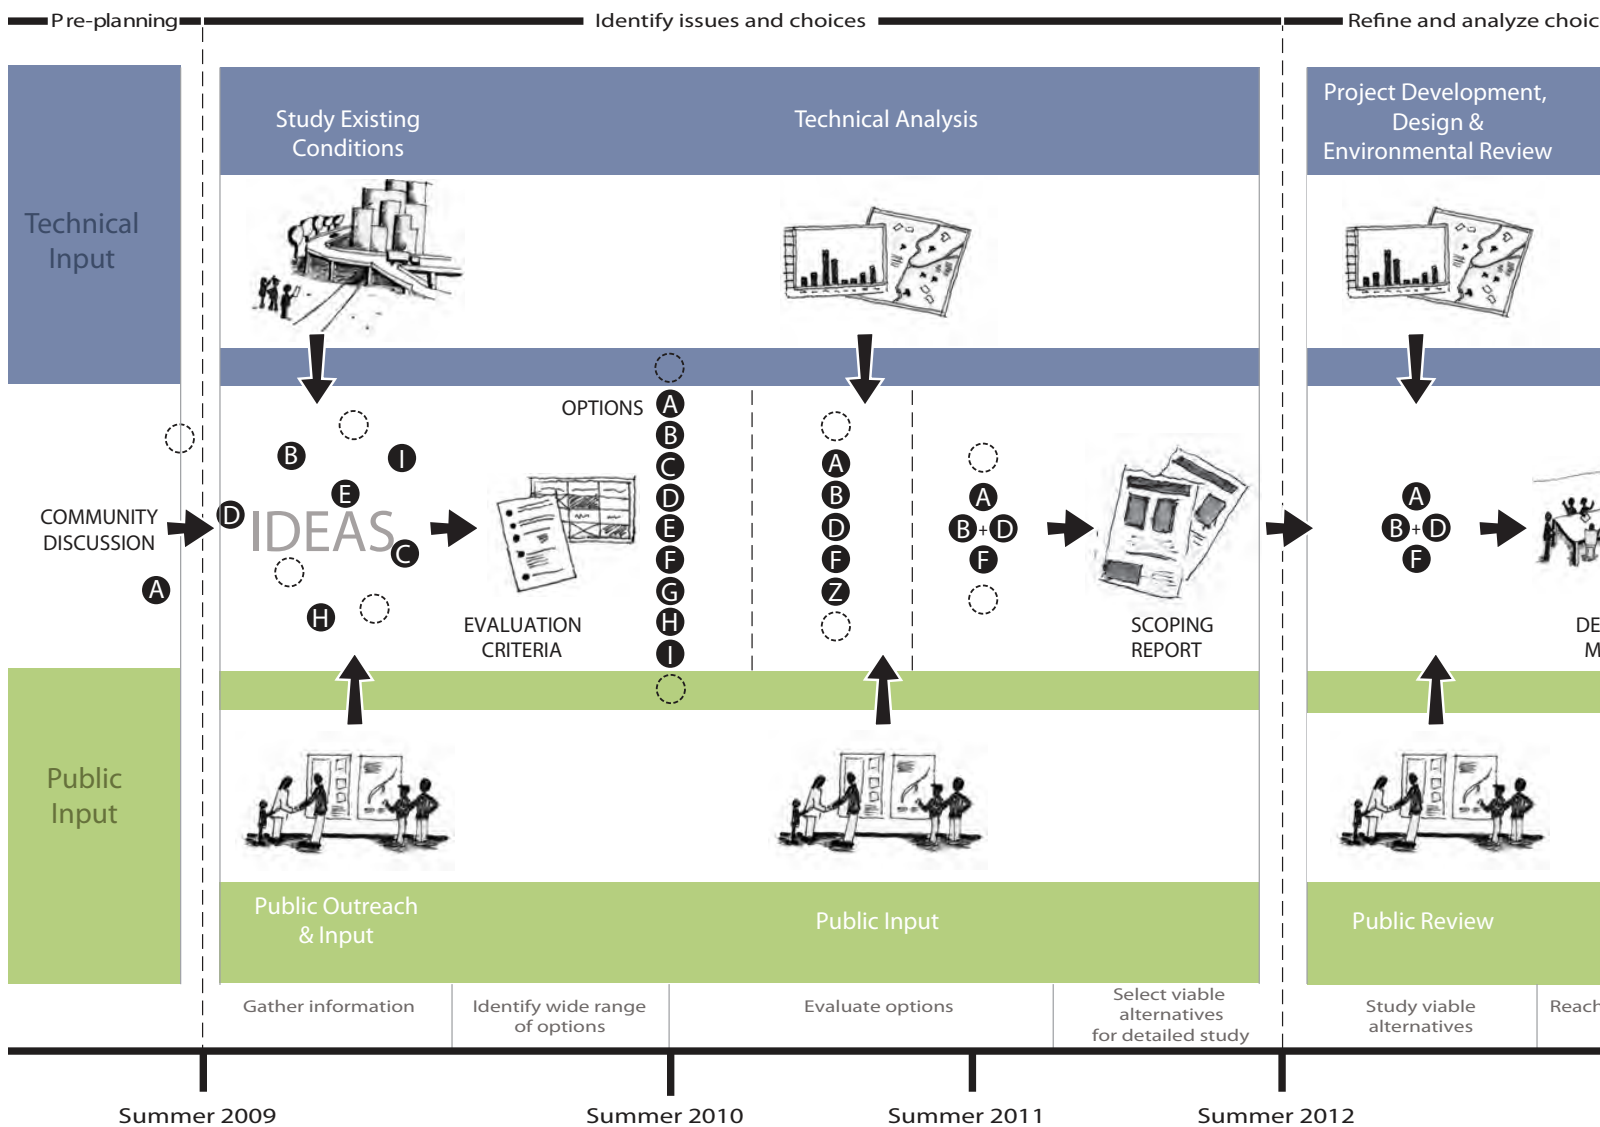 Pre-planning
Identify issues and choices
Refine and analyze choic
Technical
Input
Study Existing
Conditions
Technical Analysis
Project Development,
Design &
Environmental Review
COMMUNITY
DISCUSSION
A
D
B
I
E
IDEAS
C
H
EVALUATION
CRITERIA
OPTIONS
A
B
C
D
E
F
G
H
I
A
B
D
F
Z
A
B+D
F
SCOPING
REPORT
A
B+D
F
DE
M
Public
Input
Public Outreach
& Input
Public Input
Public Review
Gather information
Identify wide range
of options
Evaluate options
Select viable
alternatives
for detailed study
Study viable
alternatives
Reach
Summer 2009
Summer 2010
Summer 2011
Summer 2012